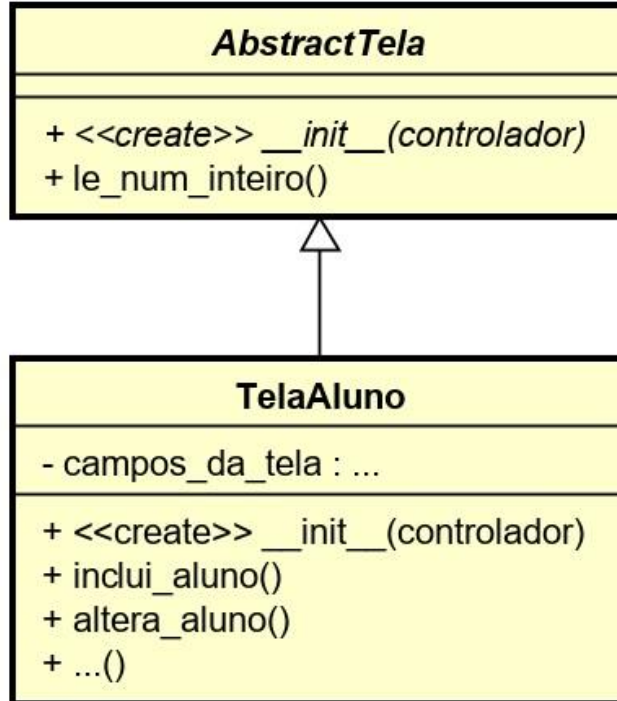 AbstractTela
+ <<create>> __init__(controlador)
+ le_num_inteiro()
TelaAluno
- campos_da_tela : ...
+ <<create>> __init__(controlador)
+ inclui_aluno()
+ altera_aluno()
+ ...()